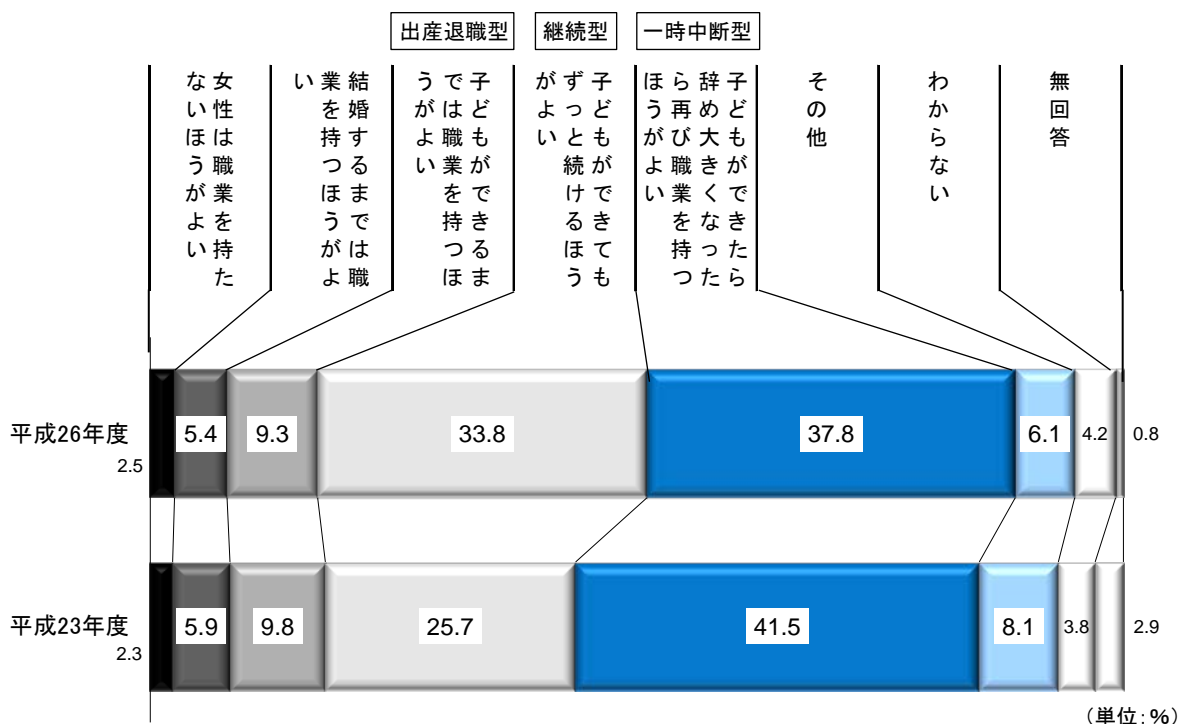 出産退職型
継続型
一時中断型
女性は職業を持た
ないほうがよい
結婚するまでは職
業を持つほうがよ
い
子どもができるま
では職業を持つほ
うがよい
子どもができても
ずっと続けるほう
がよい
子どもができたら
辞め大きくなった
ら再び職業を持つ
ほうがよい
その他
わからない
無回答
平成26年度
2.5
5.4
9.3
33.8
37.8
6.1
4.2
0.8
平成23年度
2.3
5.9
9.8
25.7
41.5
8.1
3.8
2.9
(単位:%)